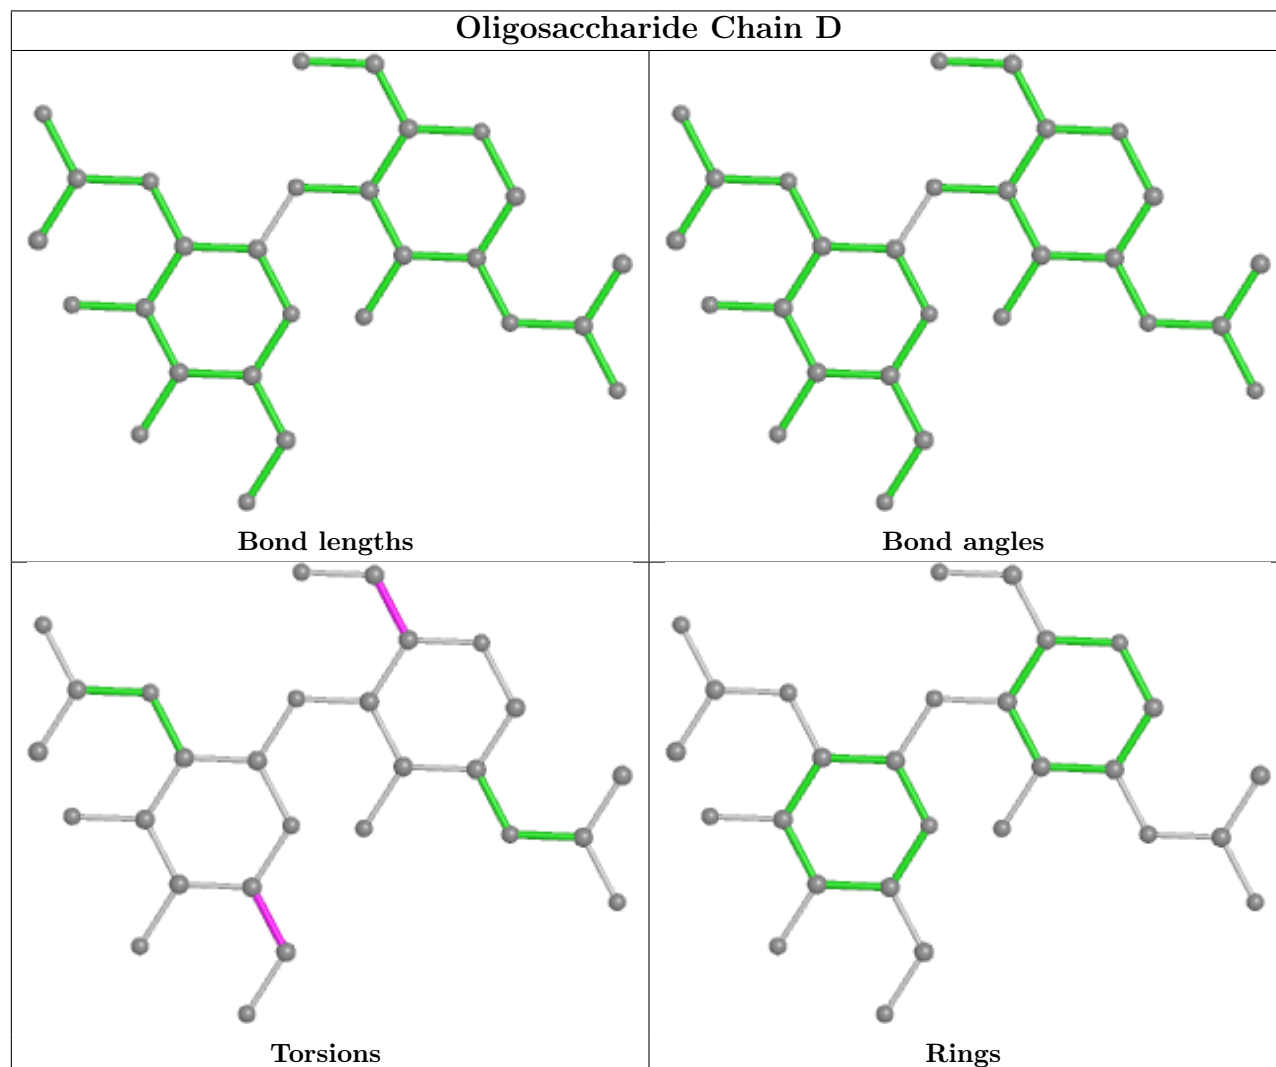 Oligosaccharide Chain D
Bond lengths
Bond angles
Torsions
Rings